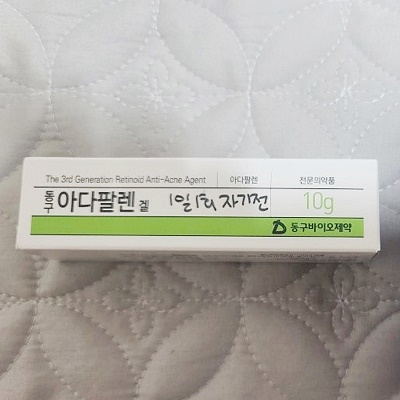 The 3rd Generation Retinoid Anti-Acne Agent 아다팔렌 전문의약품
동구 아다팔렌 겔 1일 1회 자기전 10g
동구바이오제약